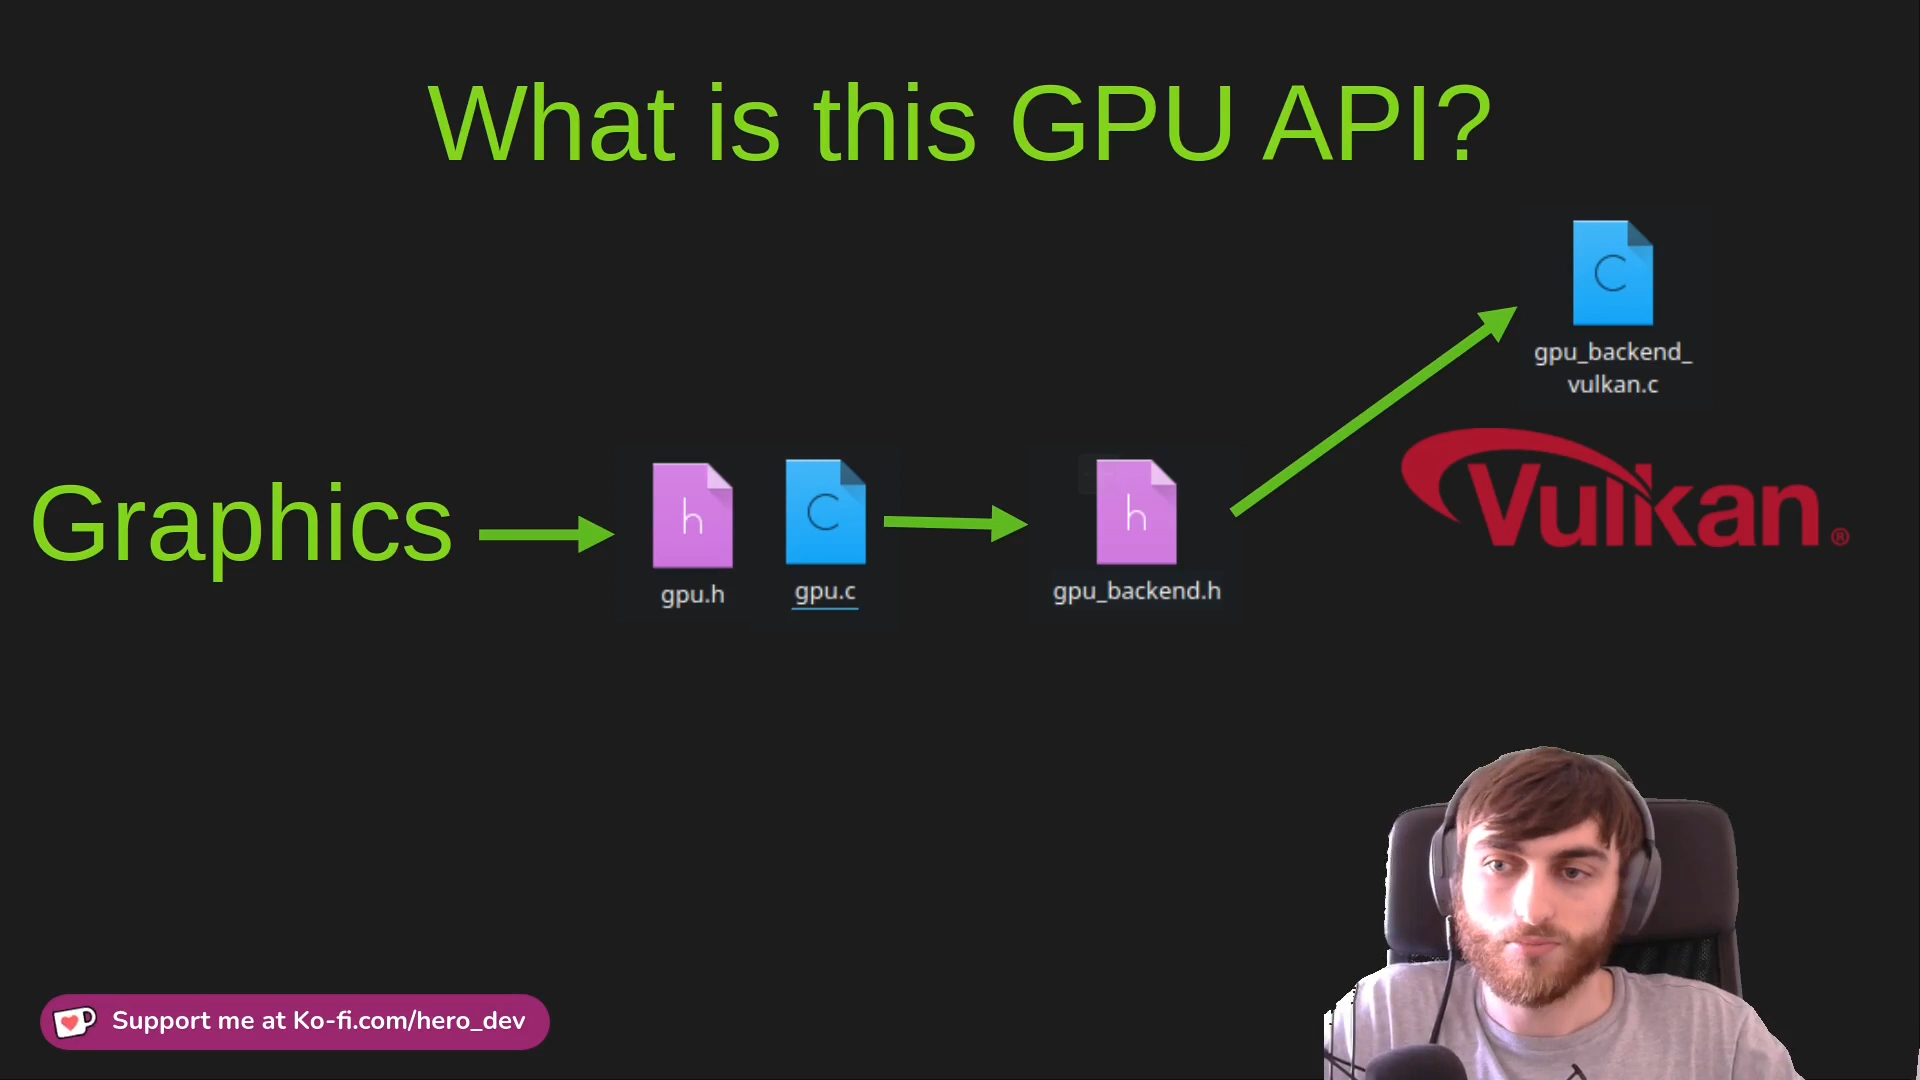 What is this GPU API?
C
gpu_backend_
vulkan.c
Vulkan®
Graphics
h
gpu.h
C
gpu.c
h
gpu_backend.h
Support me at Ko-fi.com/hero_dev